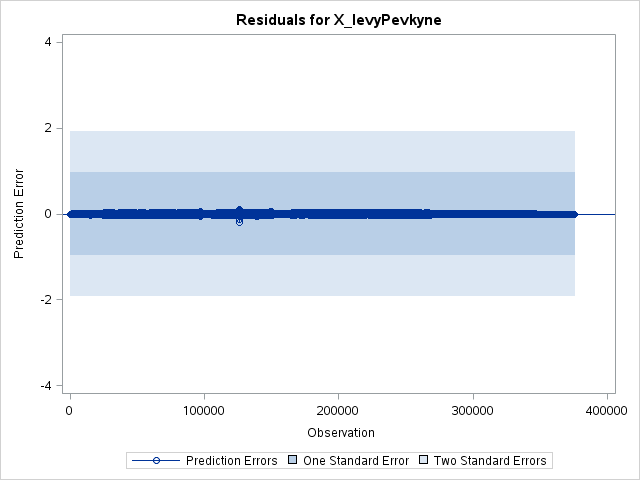 Residuals for X_levyPevkyne
Prediction Error
4
2
0
-2
-4
0 100000 200000 300000 400000
Observation
Prediction Errors One Standard Error Two Standard Errors